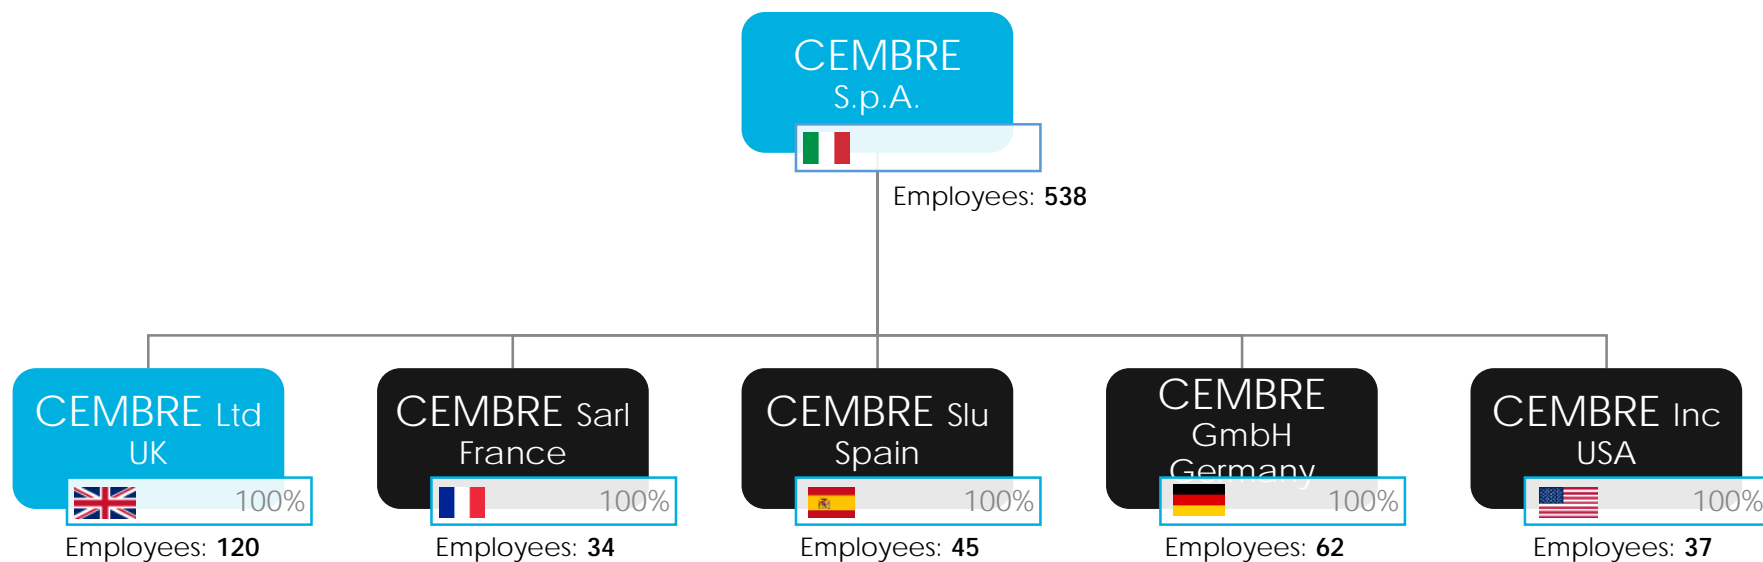 CEMBRE
S.p.A.
Employees: 538
CEMBRE Ltd
UK
100%
Employees: 120
CEMBRE Sarl
France
100%
Employees: 34
CEMBRE Slu
Spain
100%
Employees: 45
CEMBRE
GmbH
Germany
100%
Employees: 62
CEMBRE Inc
USA
100%
Employees: 37